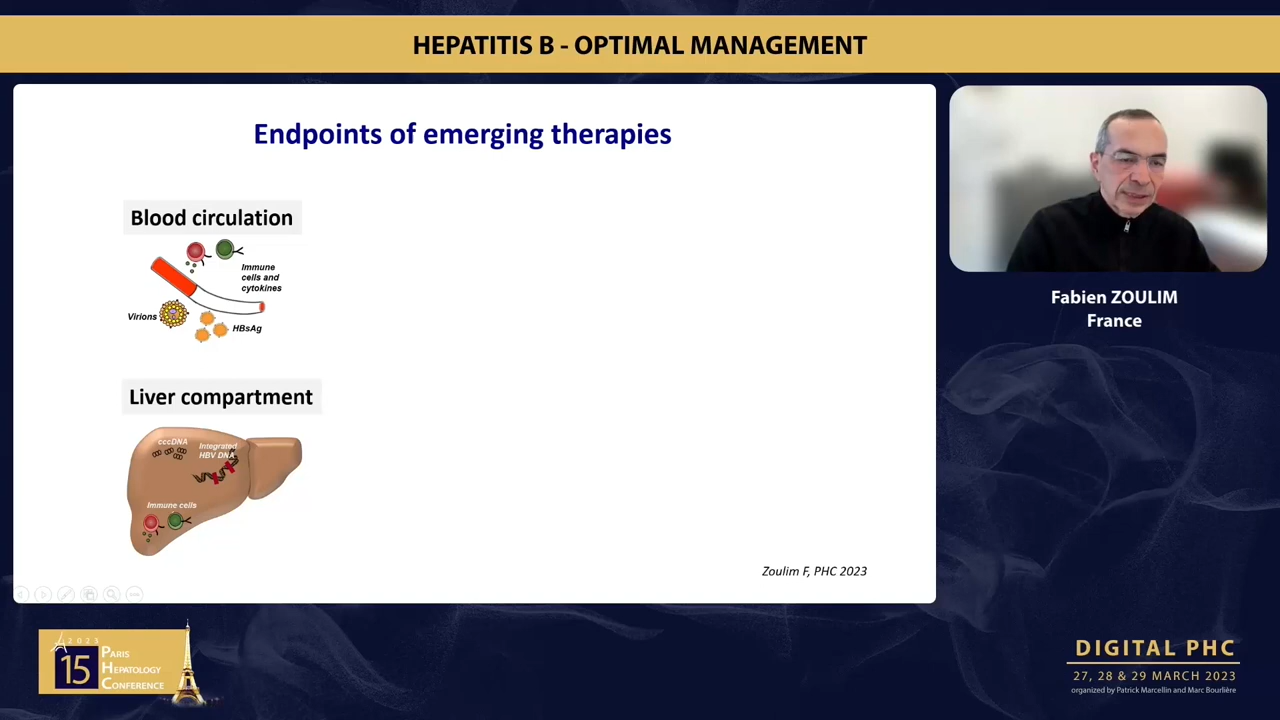 HEPATITIS B - OPTIMAL MANAGEMENT
Endpoints of emerging therapies
Blood circulation
Immune
cells and
cytokines
Virions
HBsAg
Liver compartment
cccDNA
Integrated
HBV DNA
Immune cells
Zoulim F, PHC 2023
Fabien ZOULIM
France
2023
15
PARIS
HEPATOLOGY
CONFERENCE
DIGITAL PHC
27, 28 & 29 MARCH 2023
organized by Patrick Marcellin and Marc Bourlière